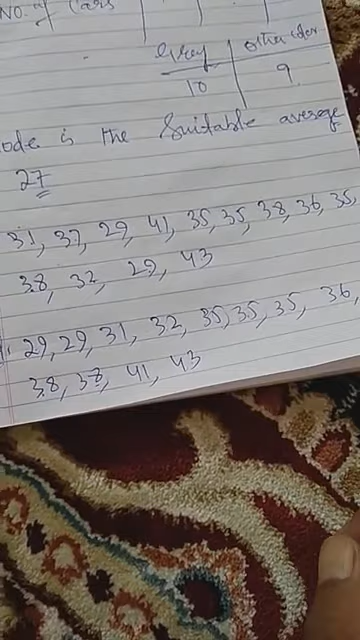 No. of Cars
Grey | other color
10 | 9
ode is the Suitable average
27
31, 37, 29, 41, 35, 35, 38, 36, 35,
38, 32, 29, 43
29, 29, 31, 32, 35, 35, 35, 36,
38, 38, 41, 43